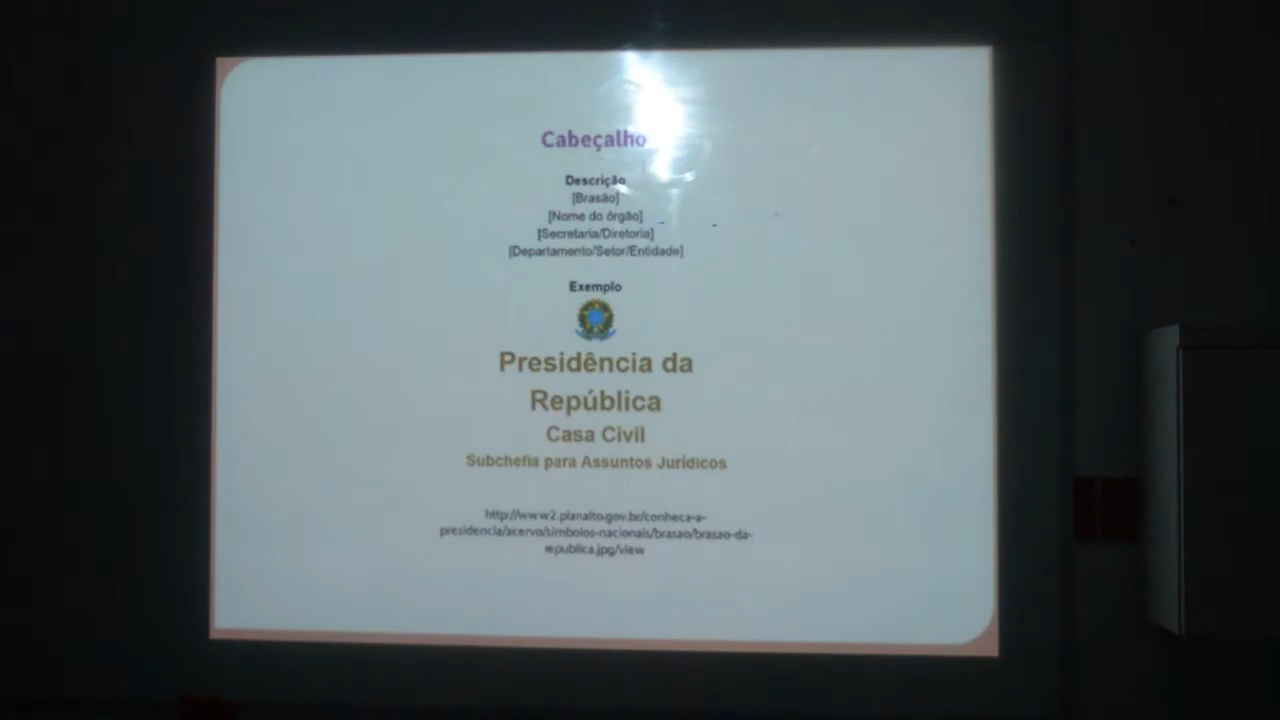 Cabeçalho
Descrição
[Brasão]
[Nome do órgão]
[Secretaria/Diretoria]
[Departamento/Setor/Entidade]
Exemplo
Presidência da
República
Casa Civil
Subchefia para Assuntos Jurídicos
http://www2.planalto.gov.br/conheca-a-
presidencia/acervo/simbolos-nacionais/brasao/brasao-da-
republica.jpg/view